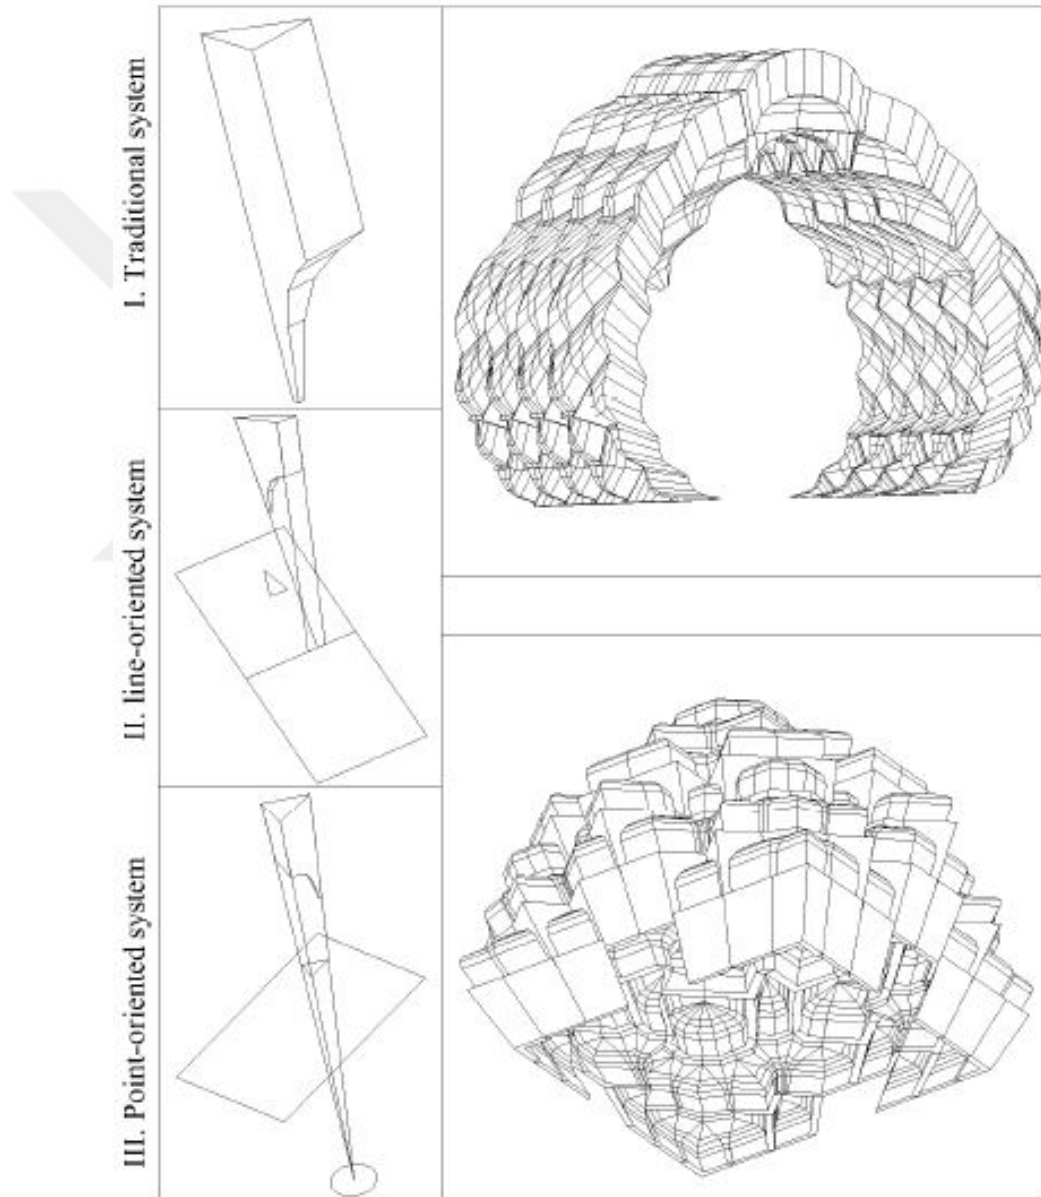 I. Traditional system
II. line-oriented system
III. Point-oriented system